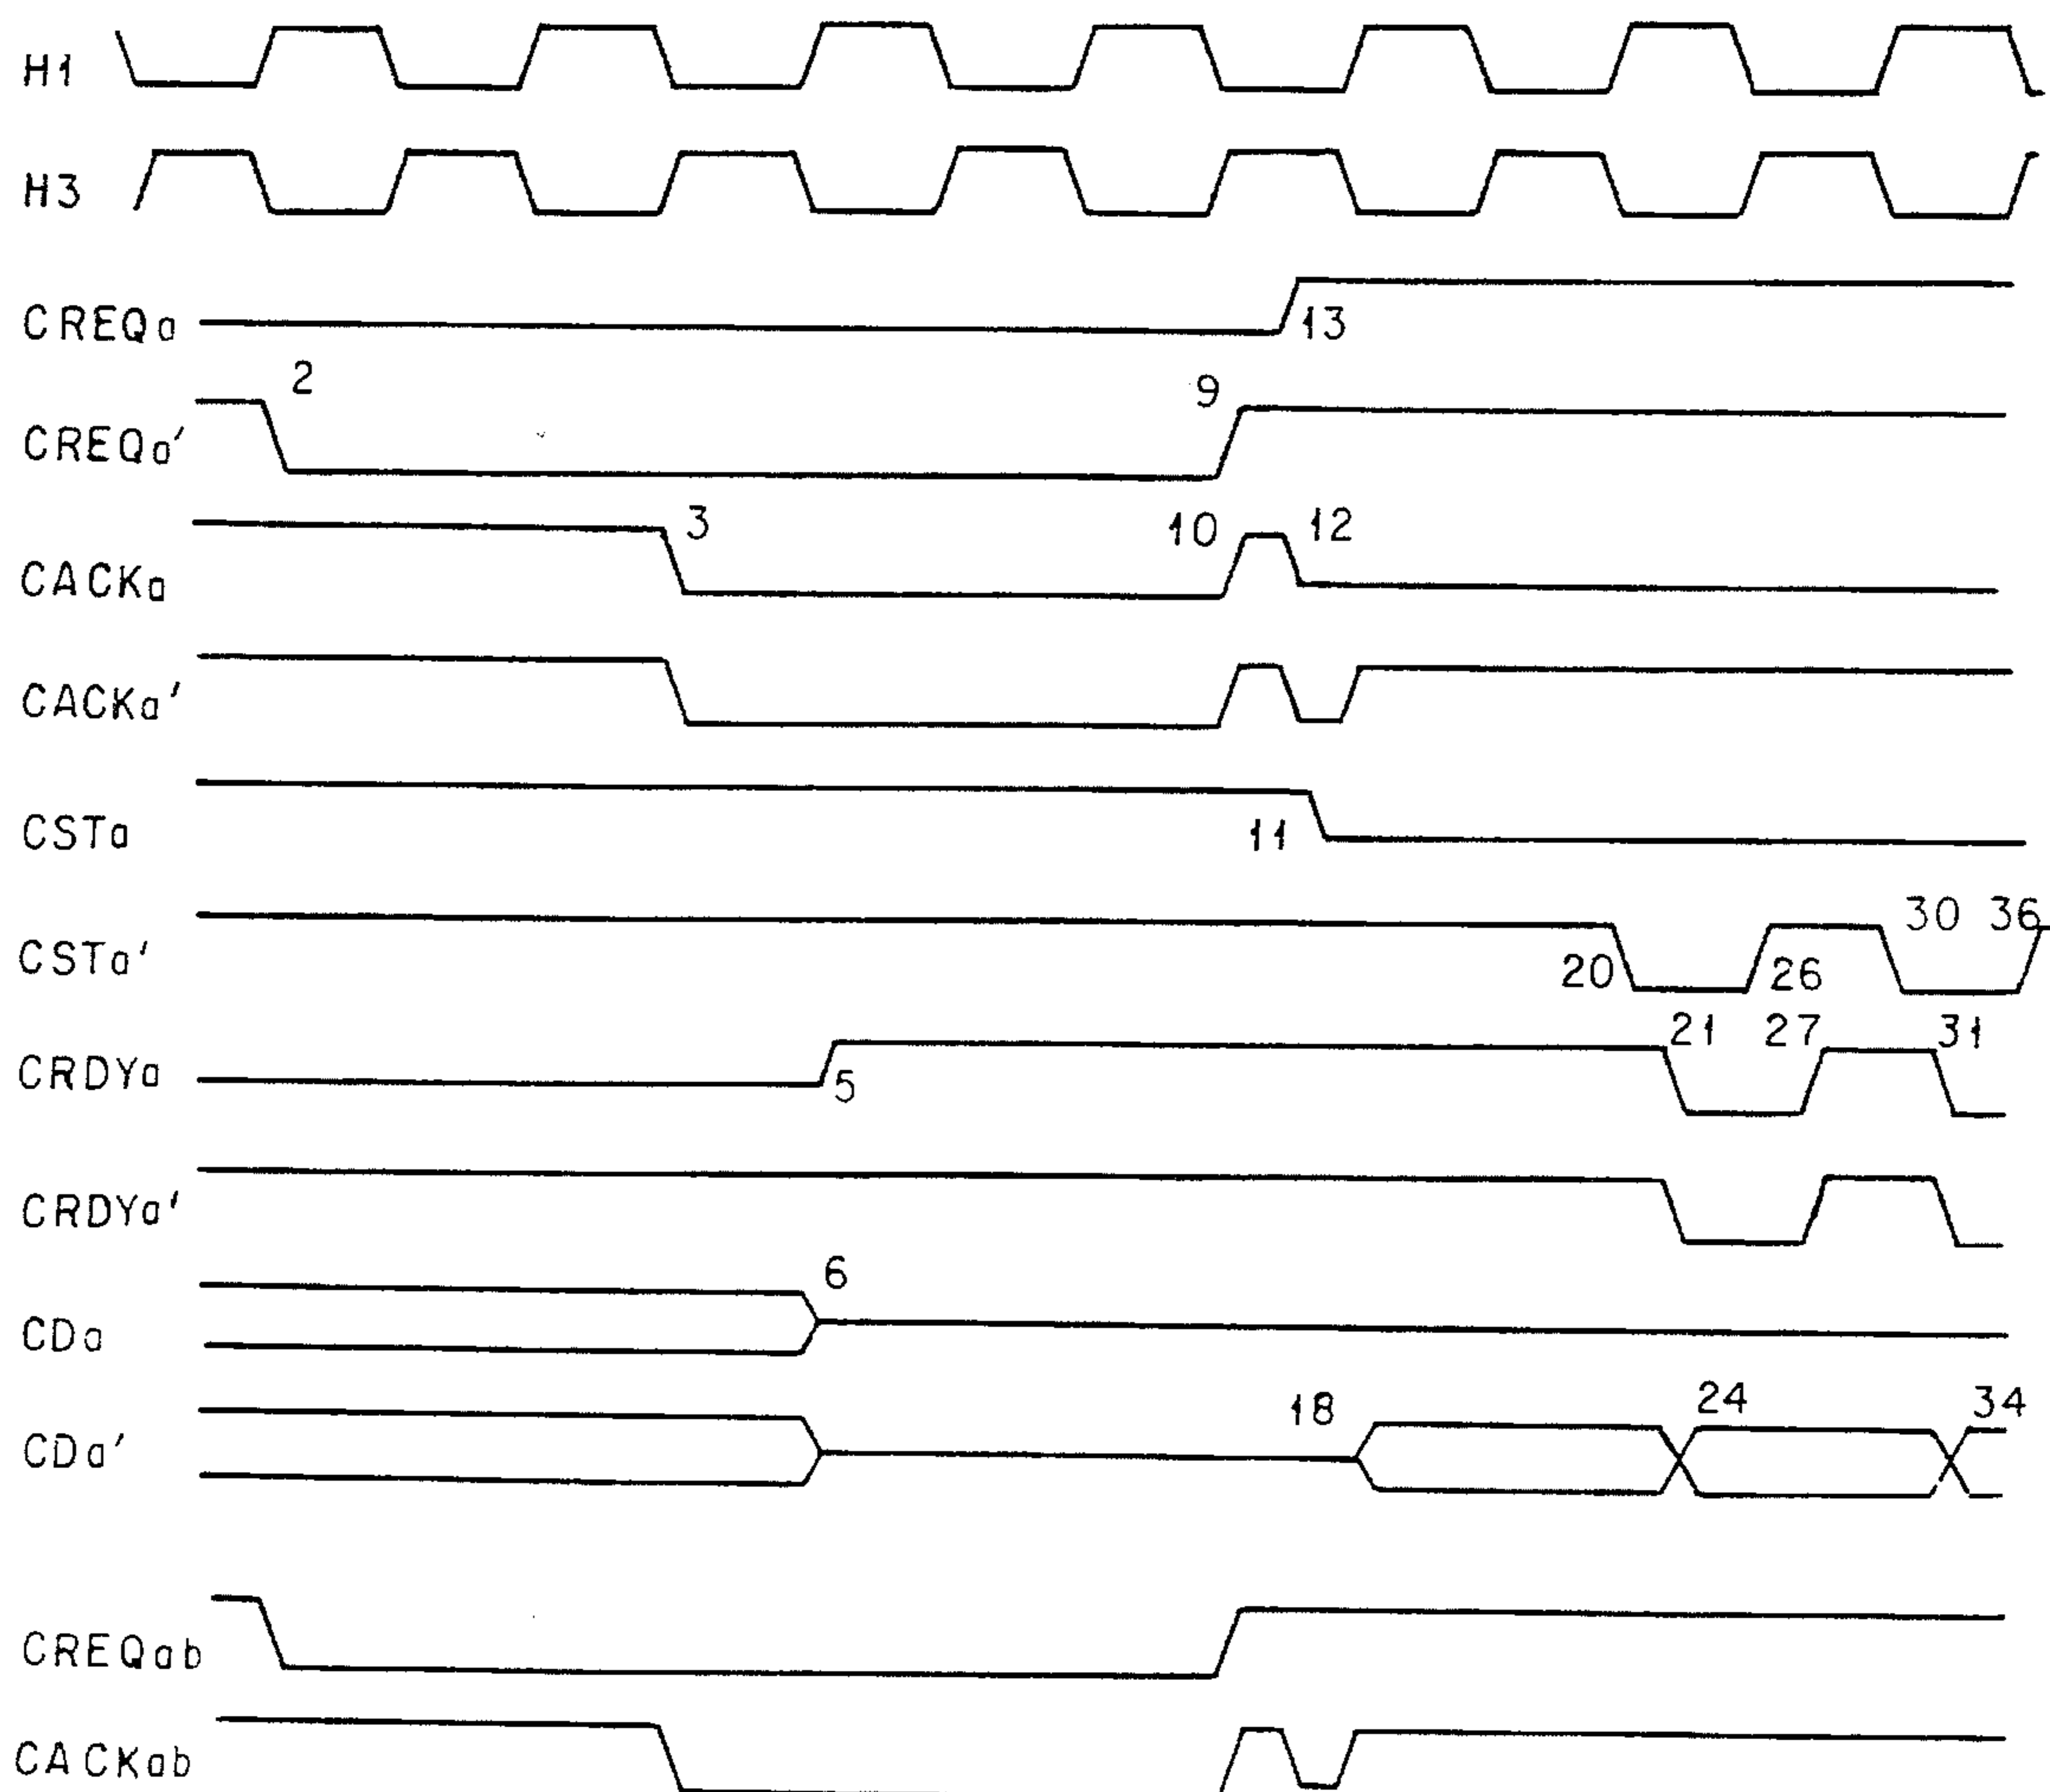 H1
H3
CREQa
13
2
9
CREQa'
3
10
12
CACKa
CACKa'
CSTa
11
30
36
CSTa'
20
26
21
27
31
CRDYa
5
CRDYa'
6
CDa
18
24
34
CDa'
CREQab
CACKab